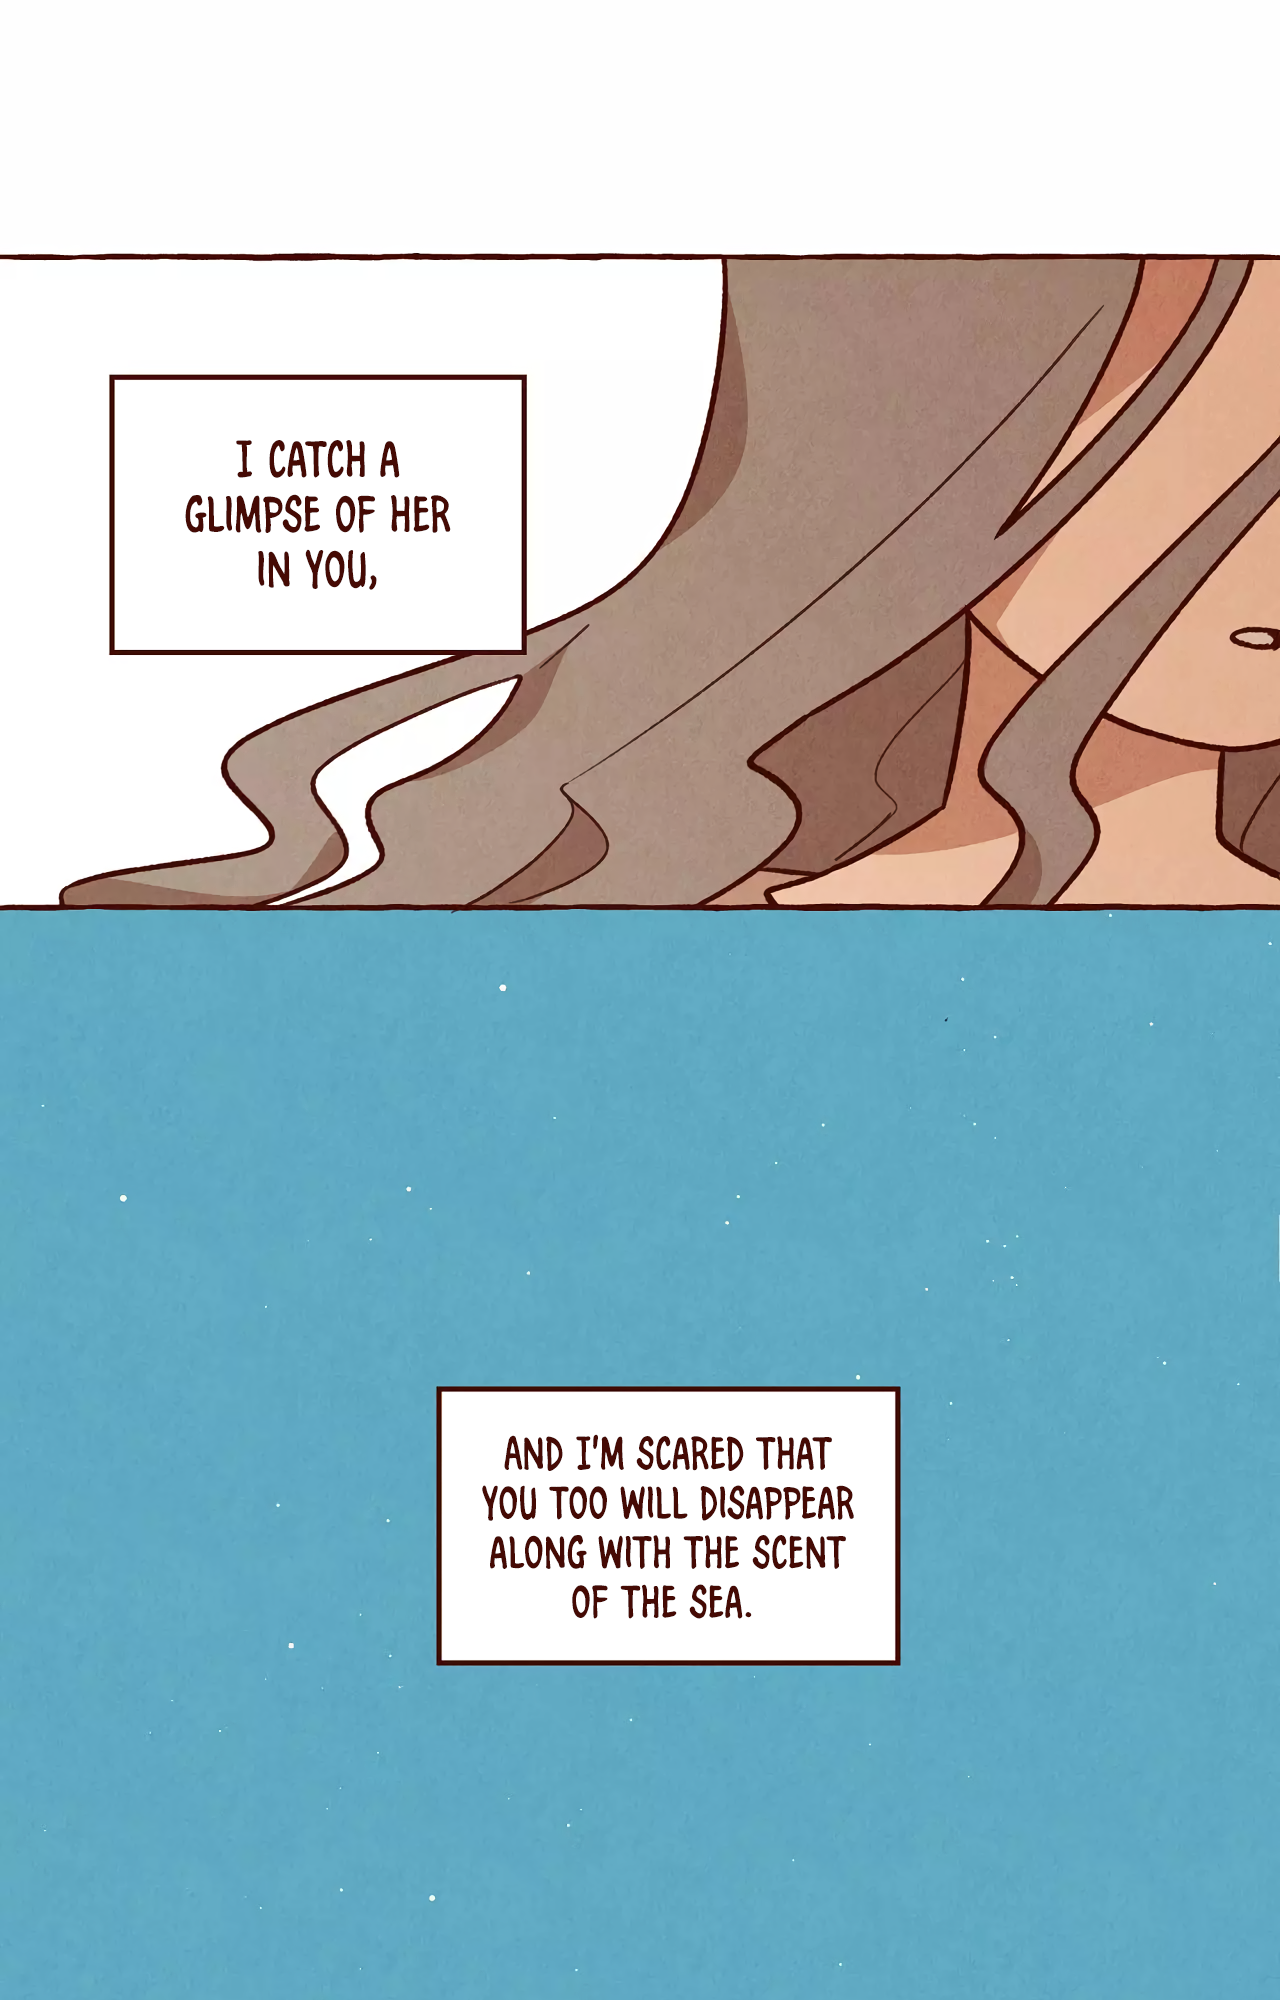 I CATCH A
GLIMPSE OF HER
IN YOU,
AND I'M SCARED THAT
YOU TOO WILL DISAPPEAR
ALONG WITH THE SCENT
OF THE SEA.